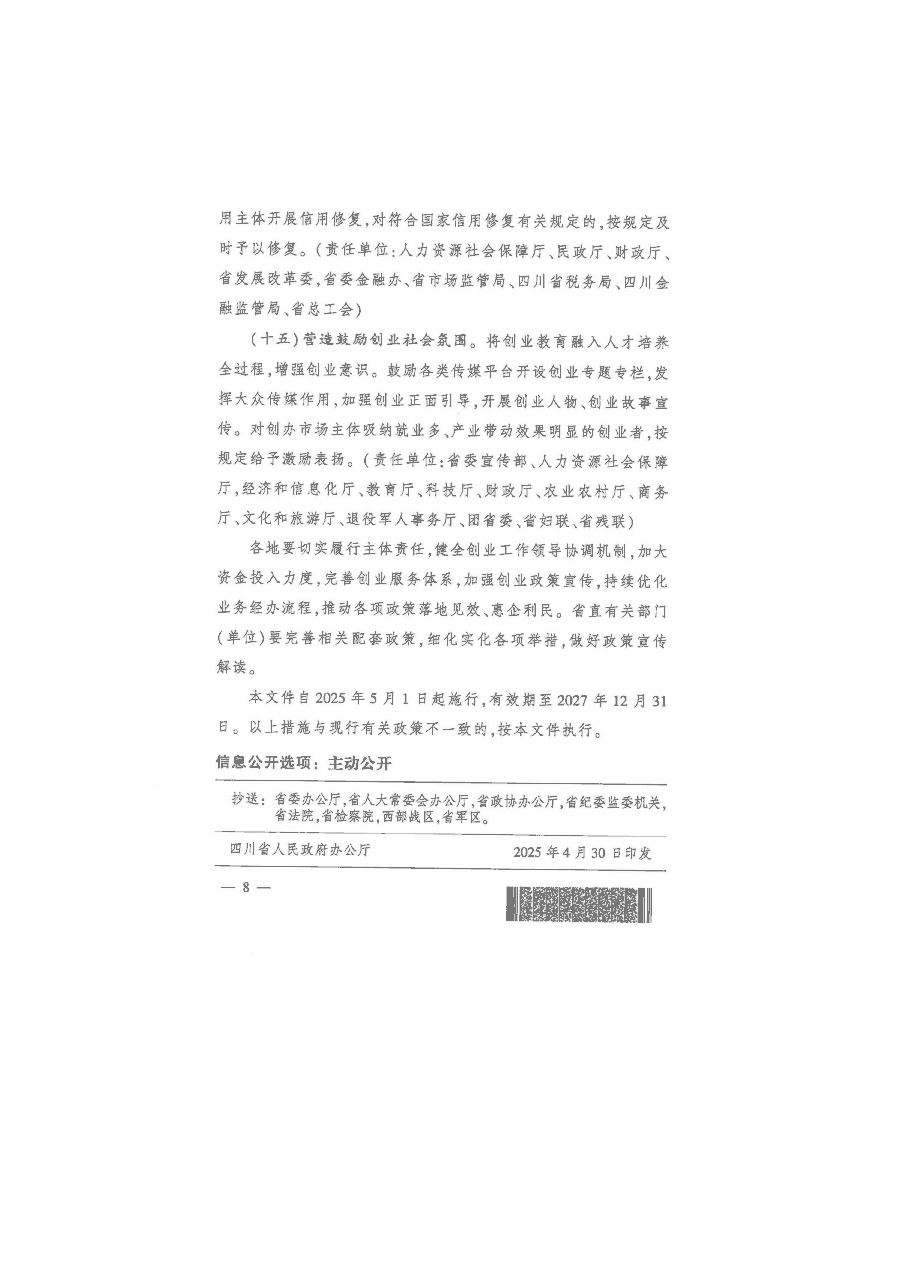 用主体开展信用修复,对符合国家信用修复有关规定的,按规定及
时予以修复。(责任单位:人力资源社会保障厅、民政厅、财政厅、
省发展改革委,省委金融办、省市场监管局、四川省税务局、四川金
融监管局、省总工会)
(十五)营造鼓励创业社会氛围。将创业教育融入人才培养
全过程,增强创业意识。鼓励各类传媒平台开设创业专题专栏,发
挥大众传媒作用,加强创业正面引导,开展创业人物、创业故事宣
传。对创办市场主体吸纳就业多、产业带动效果明显的创业者,按
规定给予激励表扬。(责任单位:省委宣传部、人力资源社会保障
厅,经济和信息化厅、教育厅、科技厅、财政厅、农业农村厅、商务
厅、文化和旅游厅、退役军人事务厅、团省委、省妇联、省残联)
各地要切实履行主体责任,健全创业工作领导协调机制,加大
资金投入力度,完善创业服务体系,加强创业政策宣传,持续优化
业务经办流程,推动各项政策落地见效、惠企利民。省直有关部门
(单位)要完善相关配套政策,细化实化各项举措,做好政策宣传
解读。
本文件自2025年5月1日起施行,有效期至2027年12月31
日。以上措施与现行有关政策不一致的,按本文件执行。
信息公开选项:主动公开
抄送:省委办公厅,省人大常委会办公厅,省政协办公厅,省纪委监委机关,
省法院,省检察院,西部战区,省军区。
四川省人民政府办公厅 2025年4月30日印发
— 8 —